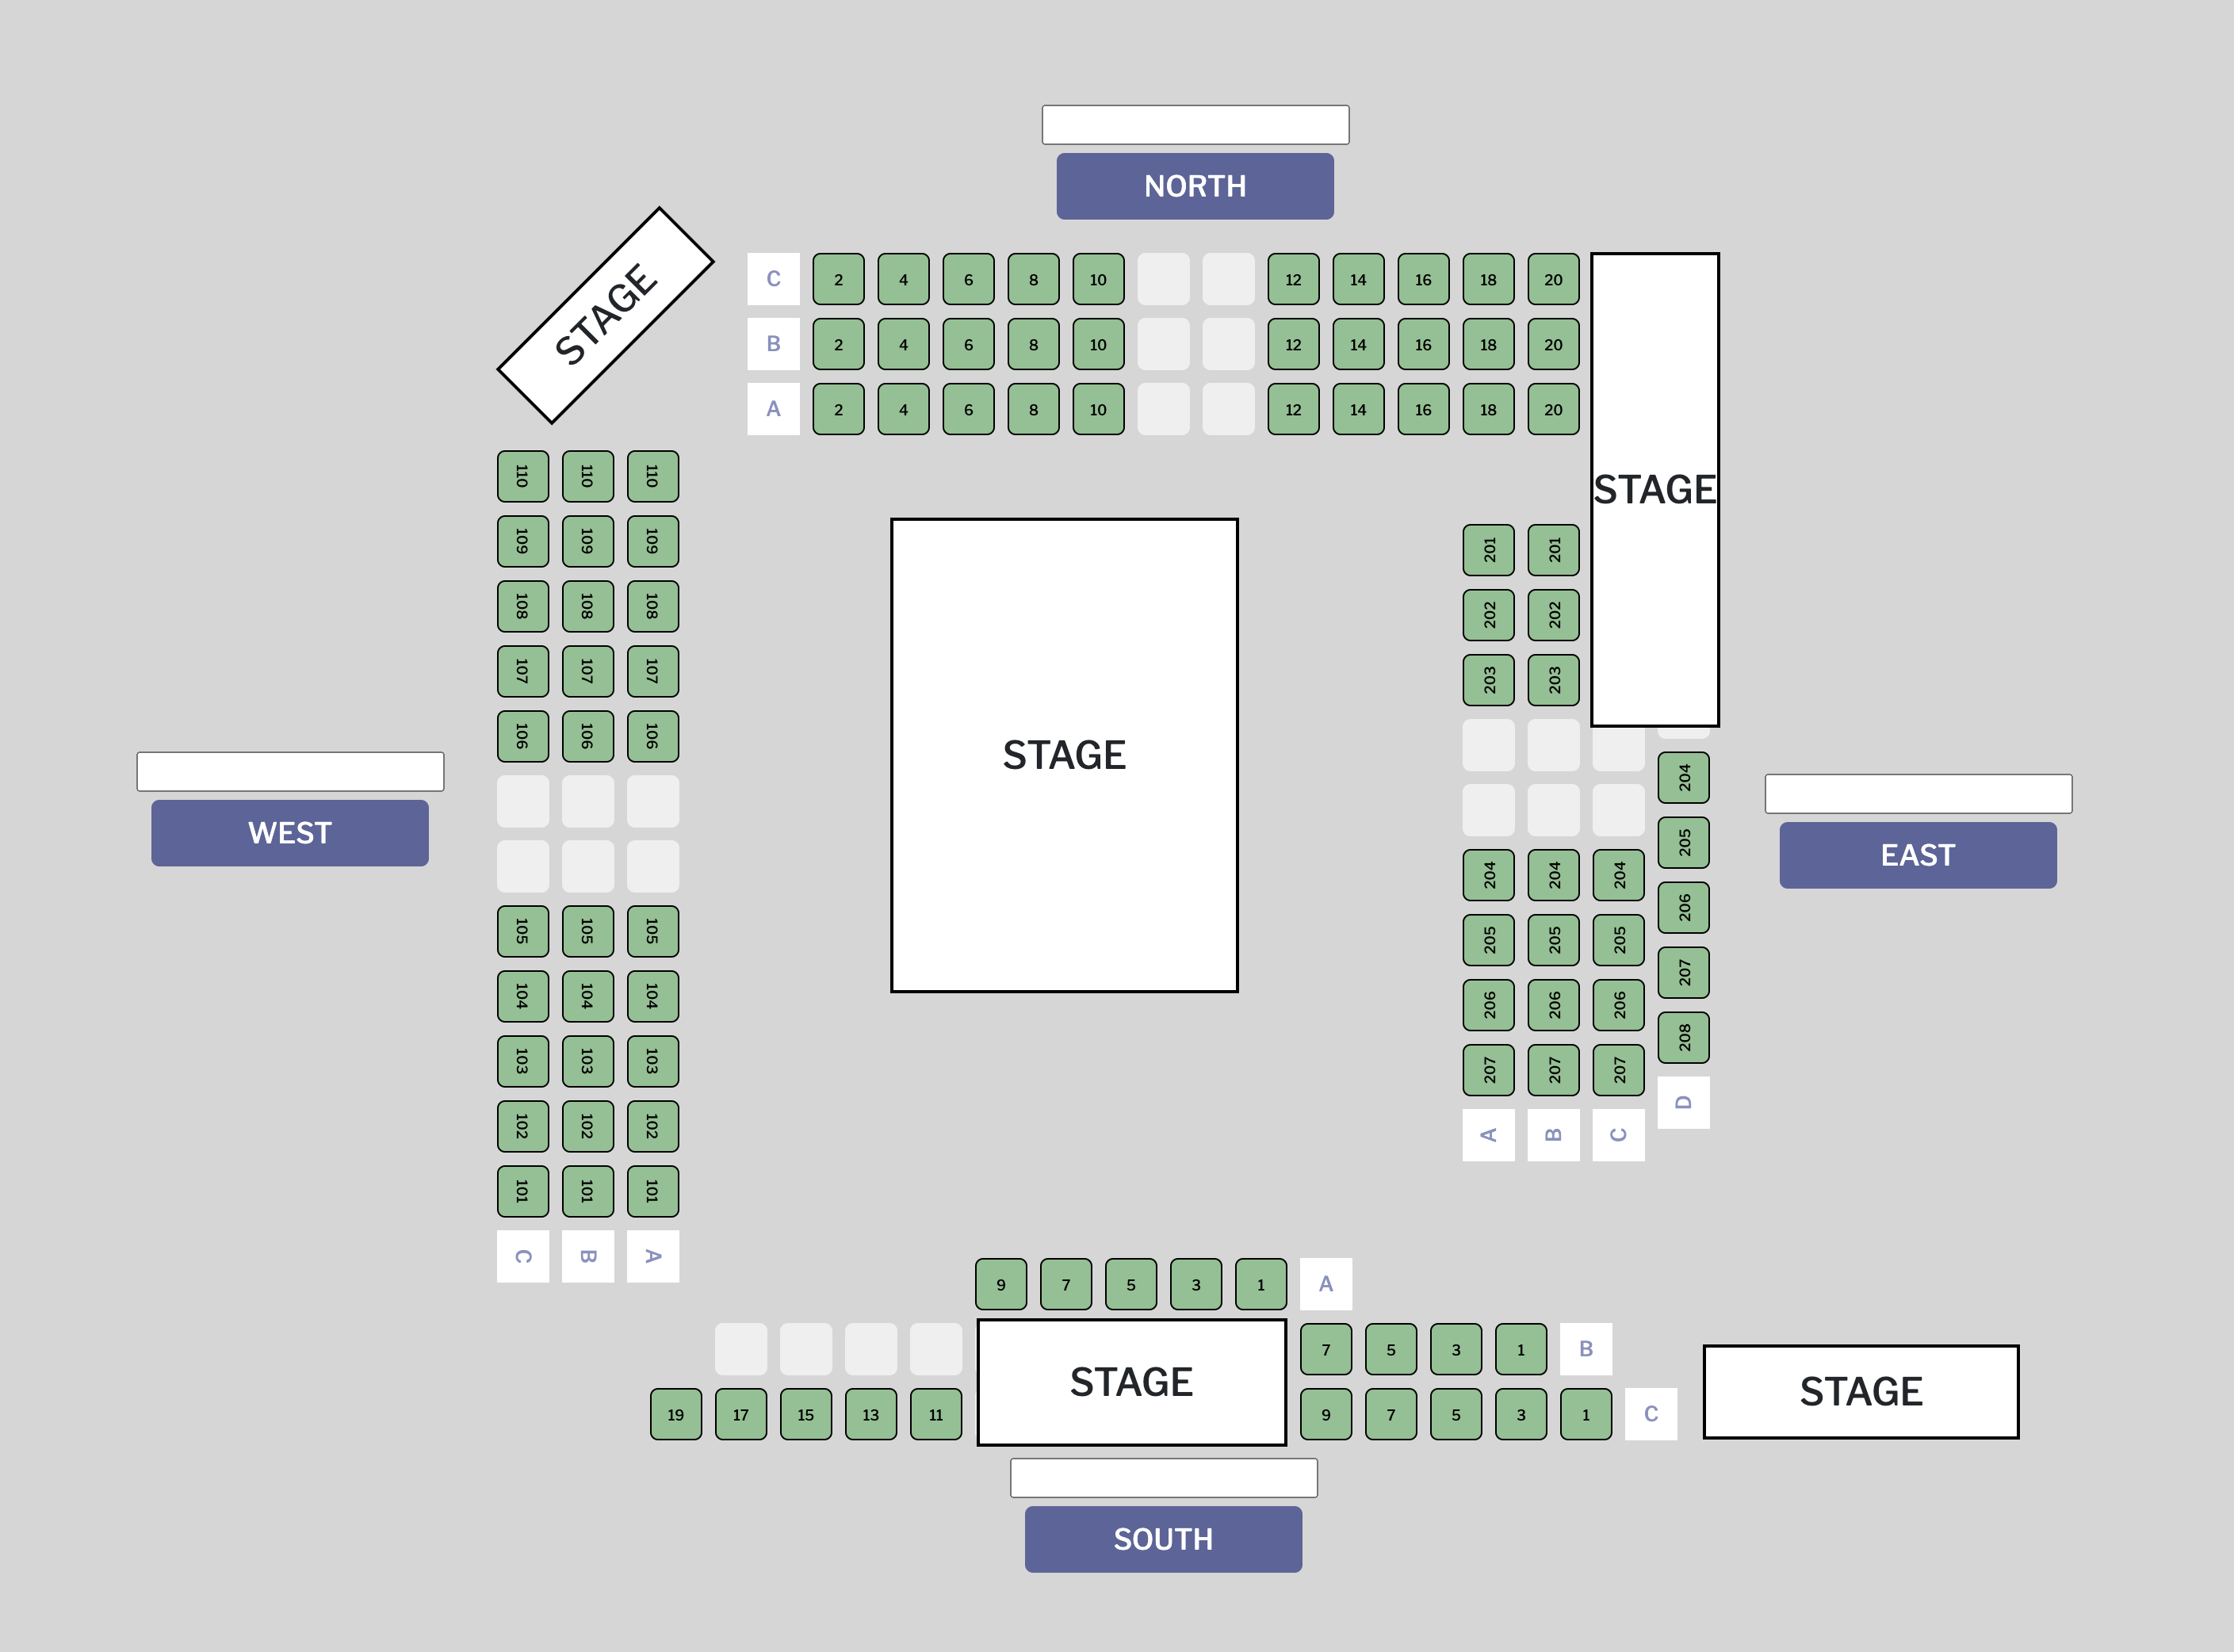 NORTH
STAGE
C 2 4 6 8 10 12 14 16 18 20
B 2 4 6 8 10 12 14 16 18 20
A 2 4 6 8 10 12 14 16 18 20
STAGE
110 110 110
109 109 109
108 108 108
107 107 107
106 106 106
105 105 105
104 104 104
103 103 103
102 102 102
101 101 101
C B A
WEST
STAGE
201 201
202 202
203 203
204 204 204 204
205 205 205 205
206 206 206 206
207 207 207 207
208
A B C D
EAST
9 7 5 3 1 A
7 5 3 1 B
19 17 15 13 11 STAGE 9 7 5 3 1 C
STAGE
SOUTH